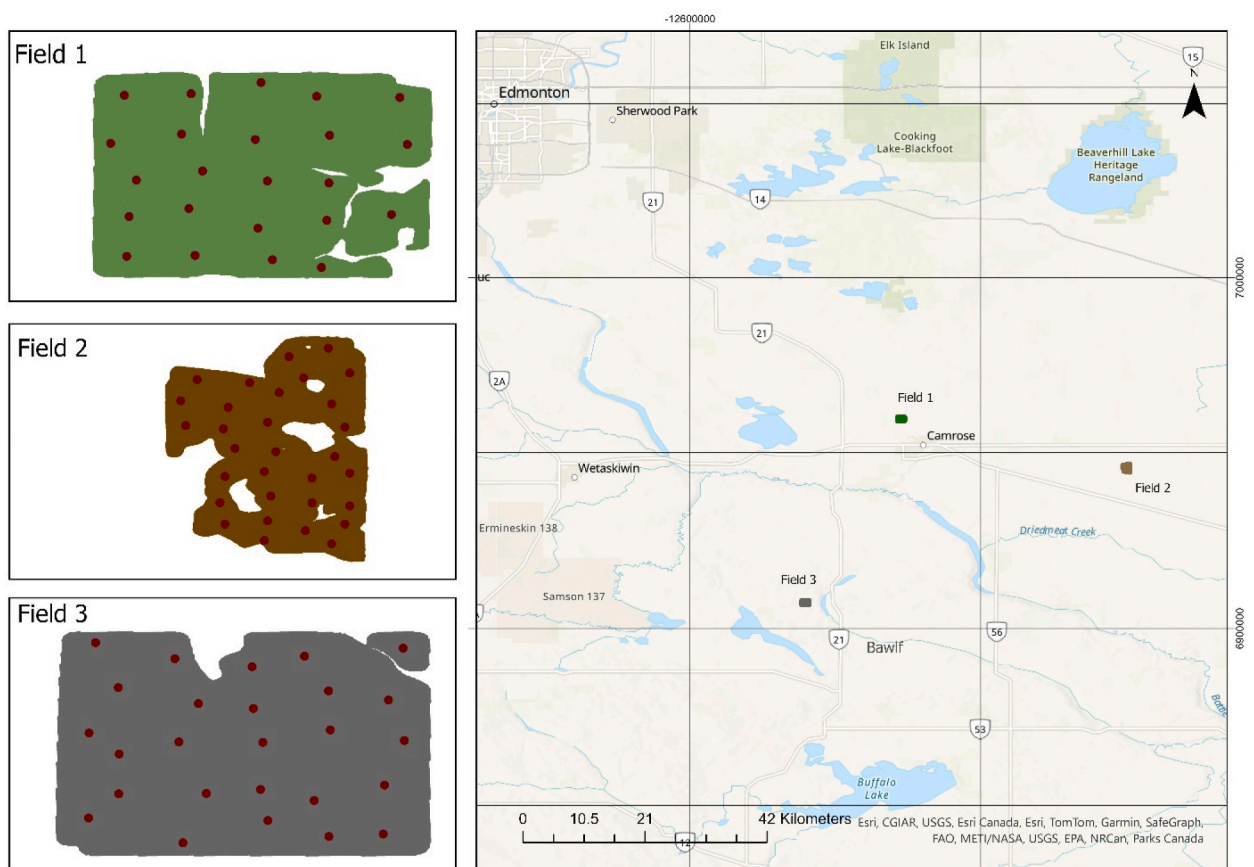 Field 1
Field 2
Field 3
-12600000
Elk Island
15
N
Edmonton
Sherwood Park
Cooking
Lake-Blackfoot
Beaverhill Lake
Heritage
Rangeland
21
14
uc
7000000
21
2A
Field 1
Camrose
Wetaskiwin
Field 2
Ermineskin 138
Driedmeat Creek
Field 3
Samson 137
21
56
6900000
Bawlf
Battle
53
Buffalo
Lake
0 10.5 21 42 Kilometers
12
Esri, CGIAR, USGS, Esri Canada, Esri, TomTom, Garmin, SafeGraph,
FAO, METI/NASA, USGS, EPA, NRCan, Parks Canada